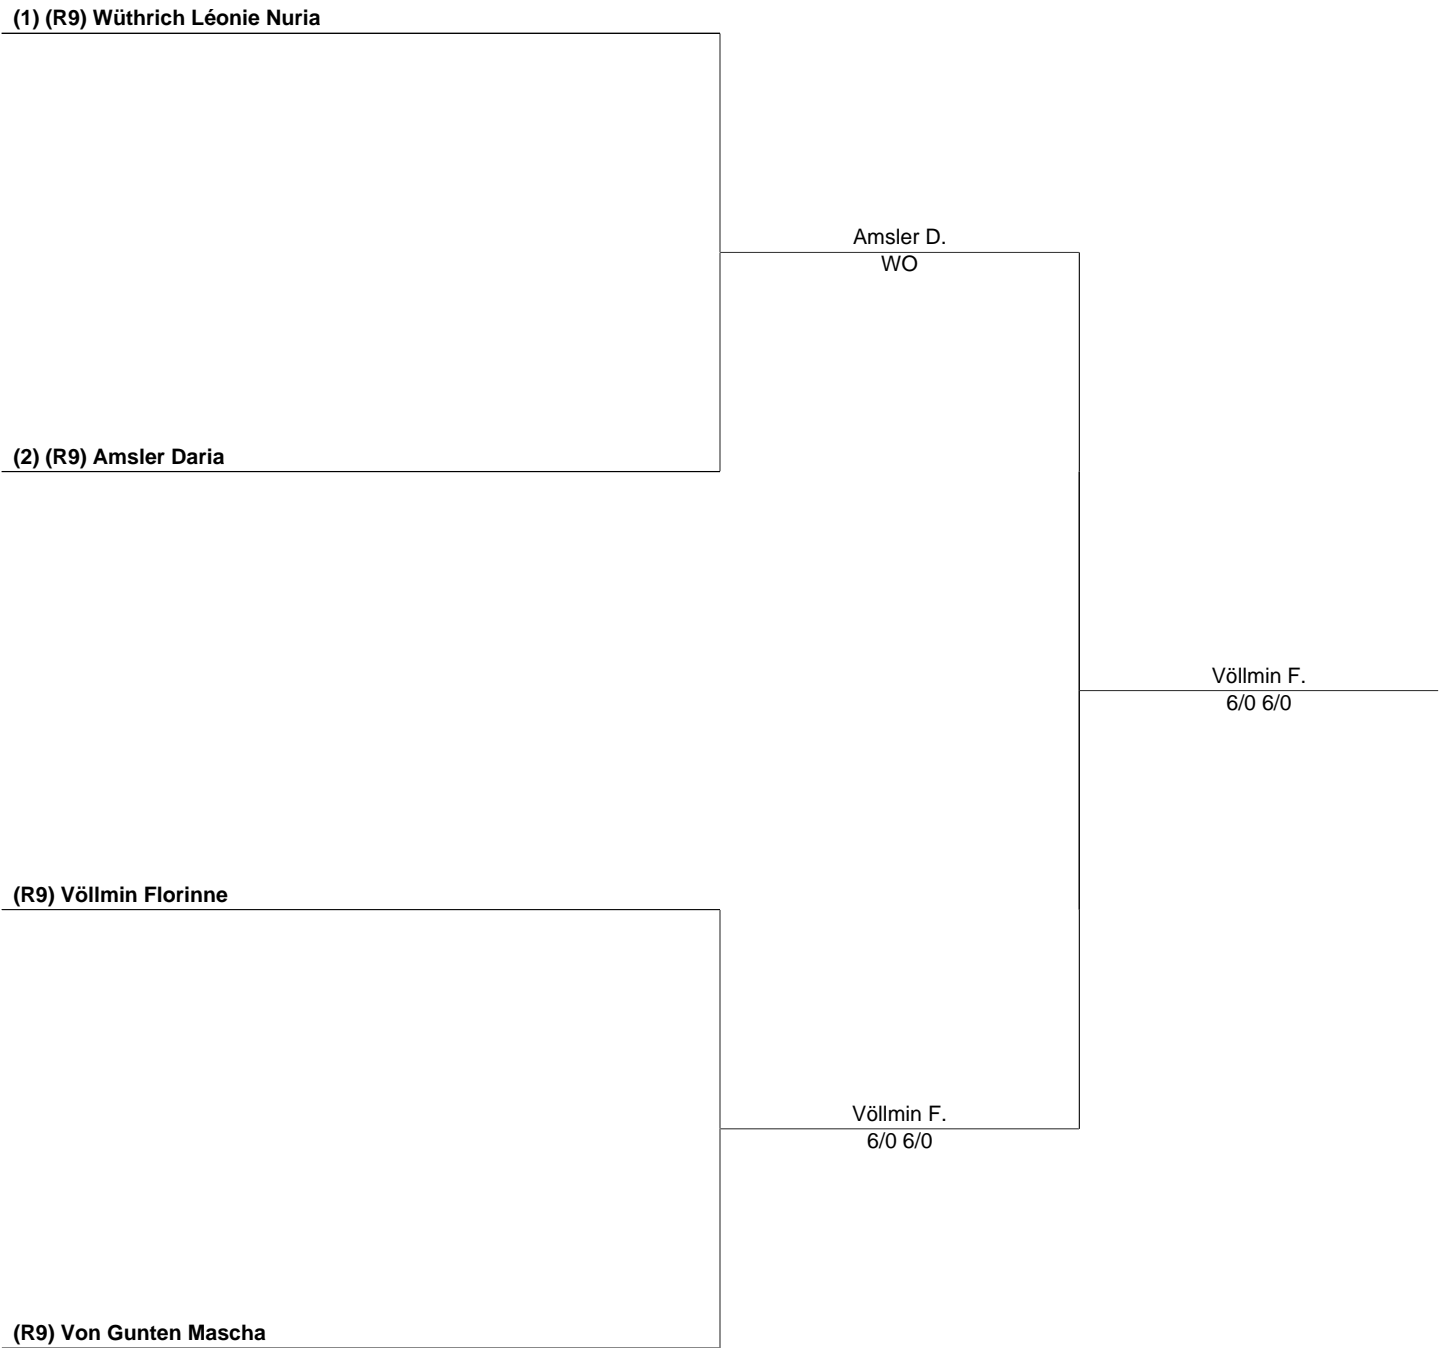 (1) (R9) Wüthrich Léonie Nuria
Amsler D.
WO
(2) (R9) Amsler Daria
Völlmin F.
6/0 6/0
(R9) Völlmin Florinne
Völlmin F.
6/0 6/0
(R9) Von Gunten Mascha